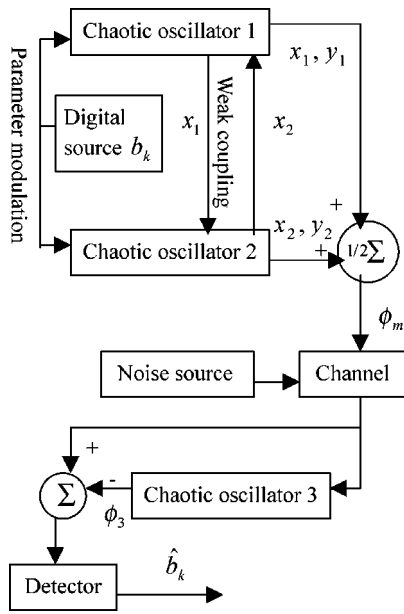 Chaotic oscillator 1
x₁, y₁
Parameter modulation
Digital
source bₖ
x₁
Weak coupling
x₂
+
Chaotic oscillator 2
x₂, y₂
+
1/2Σ
ϕₘ
Noise source
Channel
+
-
Σ
Chaotic oscillator 3
ϕ₃
Detector
b̂ₖ